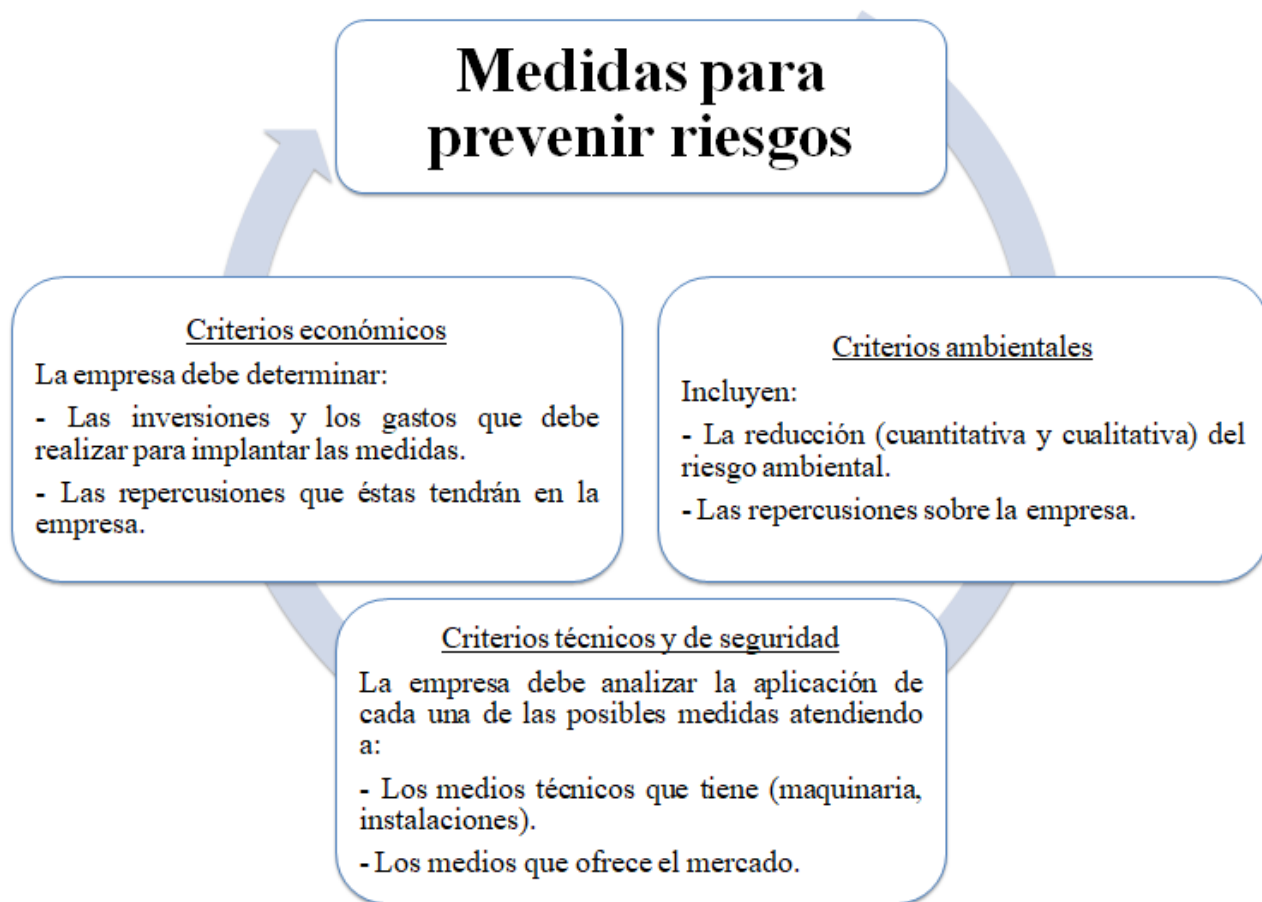 Medidas para
prevenir riesgos
Criterios económicos
La empresa debe determinar:
- Las inversiones y los gastos que debe
realizar para implantar las medidas.
- Las repercusiones que éstas tendrán en la
empresa.
Criterios ambientales
Incluyen:
- La reducción (cuantitativa y cualitativa) del
riesgo ambiental.
- Las repercusiones sobre la empresa.
Criterios técnicos y de seguridad
La empresa debe analizar la aplicación de
cada una de las posibles medidas atendiendo
a:
- Los medios técnicos que tiene (maquinaria,
instalaciones).
- Los medios que ofrece el mercado.